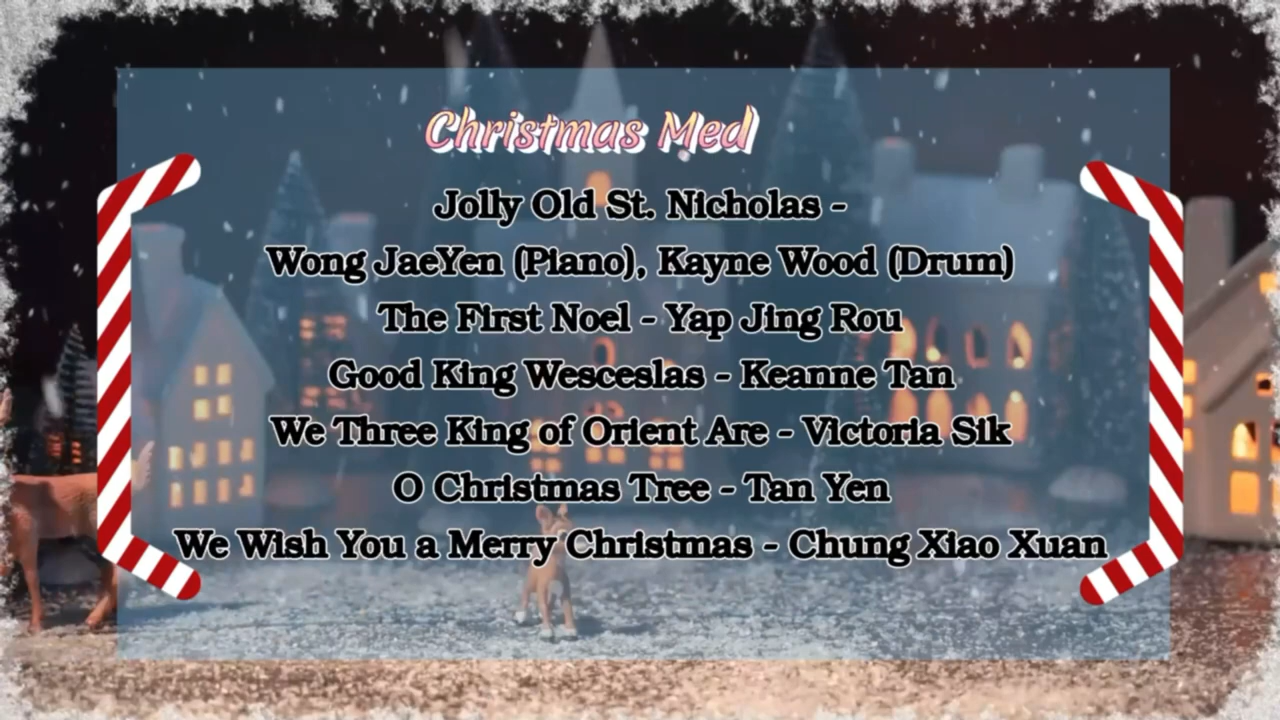 Christmas Med
Jolly Old St. Nicholas -
Wong JaeYen (Piano), Kayne Wood (Drum)
The First Noel - Yap Jing Rou
Good King Wesceslas - Keanne Tan
We Three King of Orient Are - Victoria Sik
O Christmas Tree - Tan Yen
We Wish You a Merry Christmas - Chung Xiao Xuan